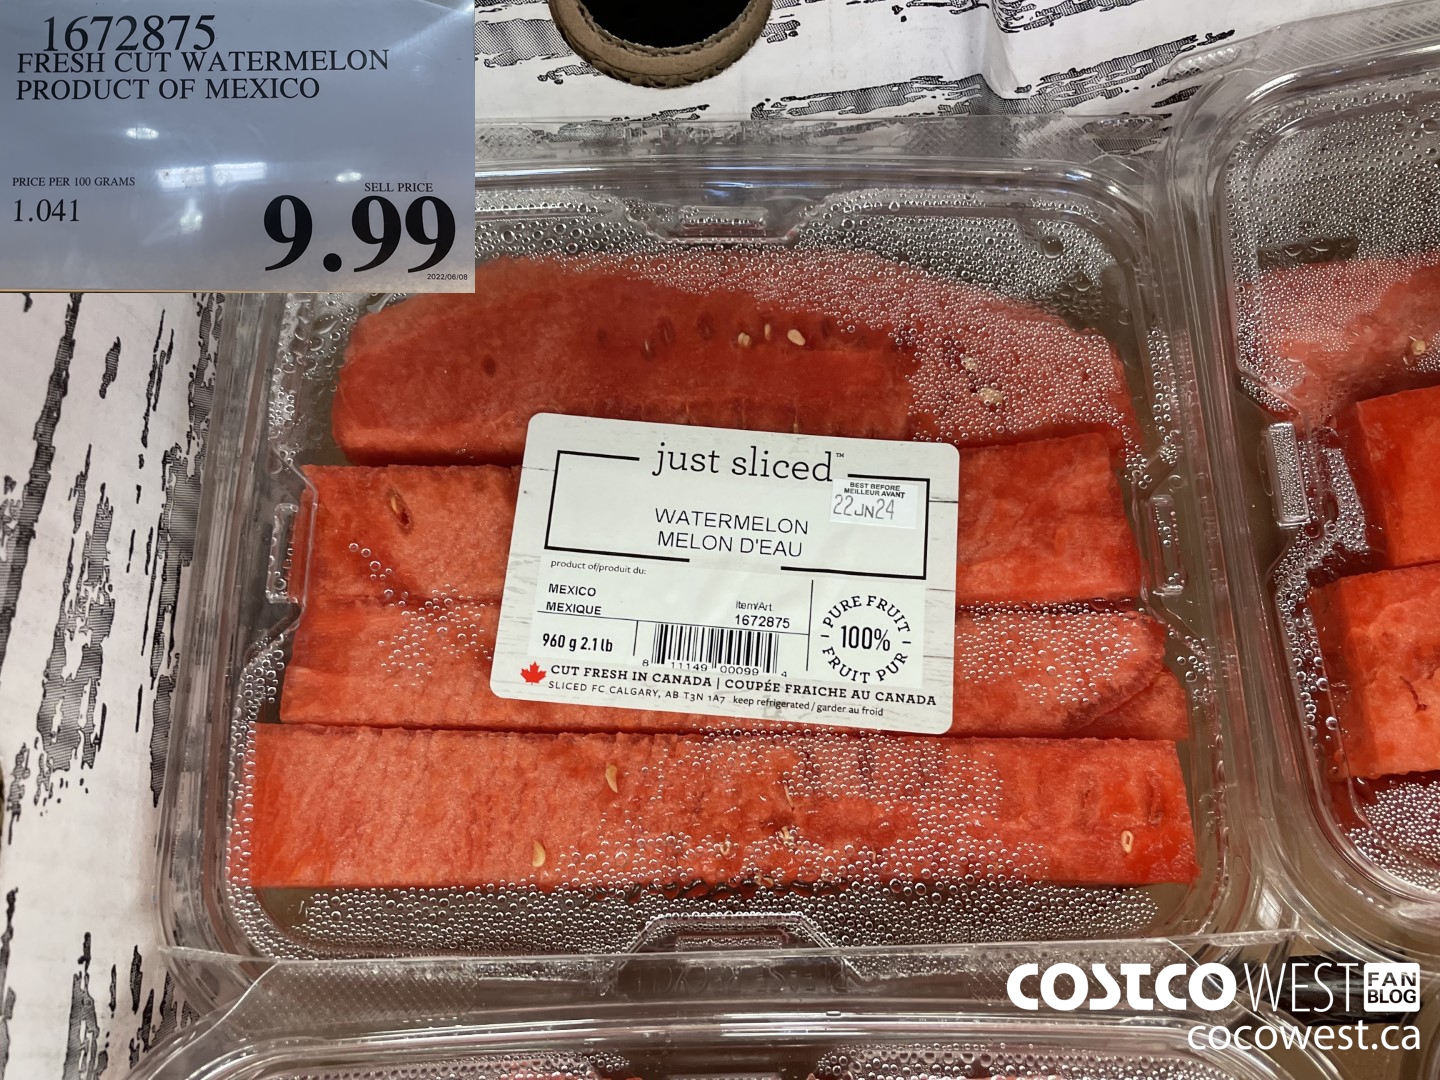 1672875
FRESH CUT WATERMELON
PRODUCT OF MEXICO
PRICE PER 100 GRAMS
1.041
SELL PRICE
9.99
2022/06/08
just sliced™
BEST BEFORE
MEILLEUR AVANT
22JN24
WATERMELON
MELON D'EAU
product of/produit du:
MEXICO
MEXIQUE
Item/Art
1672875
960 g 2.1 lb
8 11149 00099 4
PURE FRUIT
100%
FRUIT PUR
CUT FRESH IN CANADA | COUPÉE FRAICHE AU CANADA
SLICED FC CALGARY, AB T3N 1A7 keep refrigerated / garder au froid
COSTCO WEST FAN BLOG
cocowest.ca